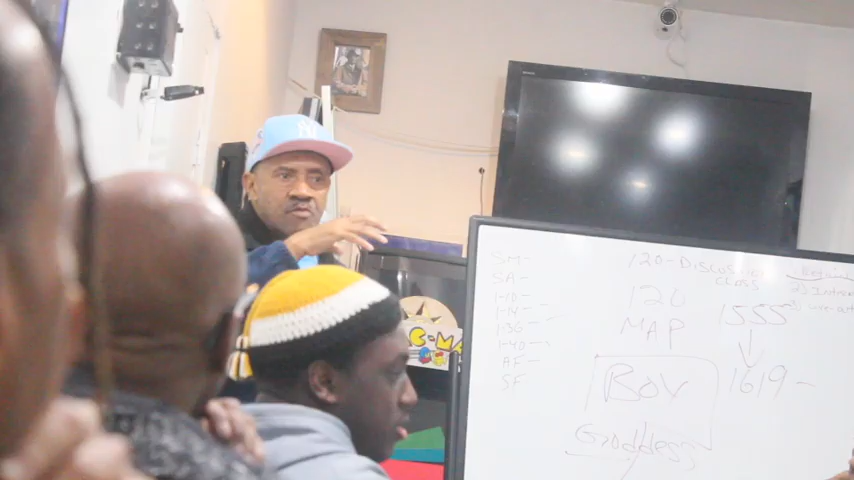 NY
SM-
SA-
1-10-
1-14-
1-36-
1-40-
AF-
SF
120-Discussion
CLASS
120
MAP
Box
Goddess
1555
1619-